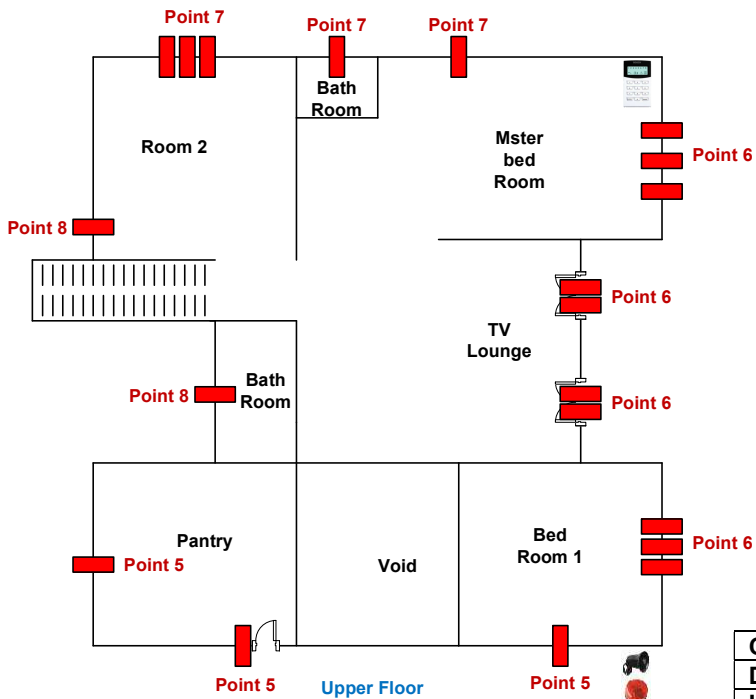 Point 7
Point 7
Point 7
Bath
Room
Room 2
Mster
bed
Room
Point 6
Point 8
Point 6
TV
Lounge
Bath
Room
Point 8
Point 6
Pantry
Bed
Room 1
Point 6
Void
Point 5
Point 5
Upper Floor
Point 5